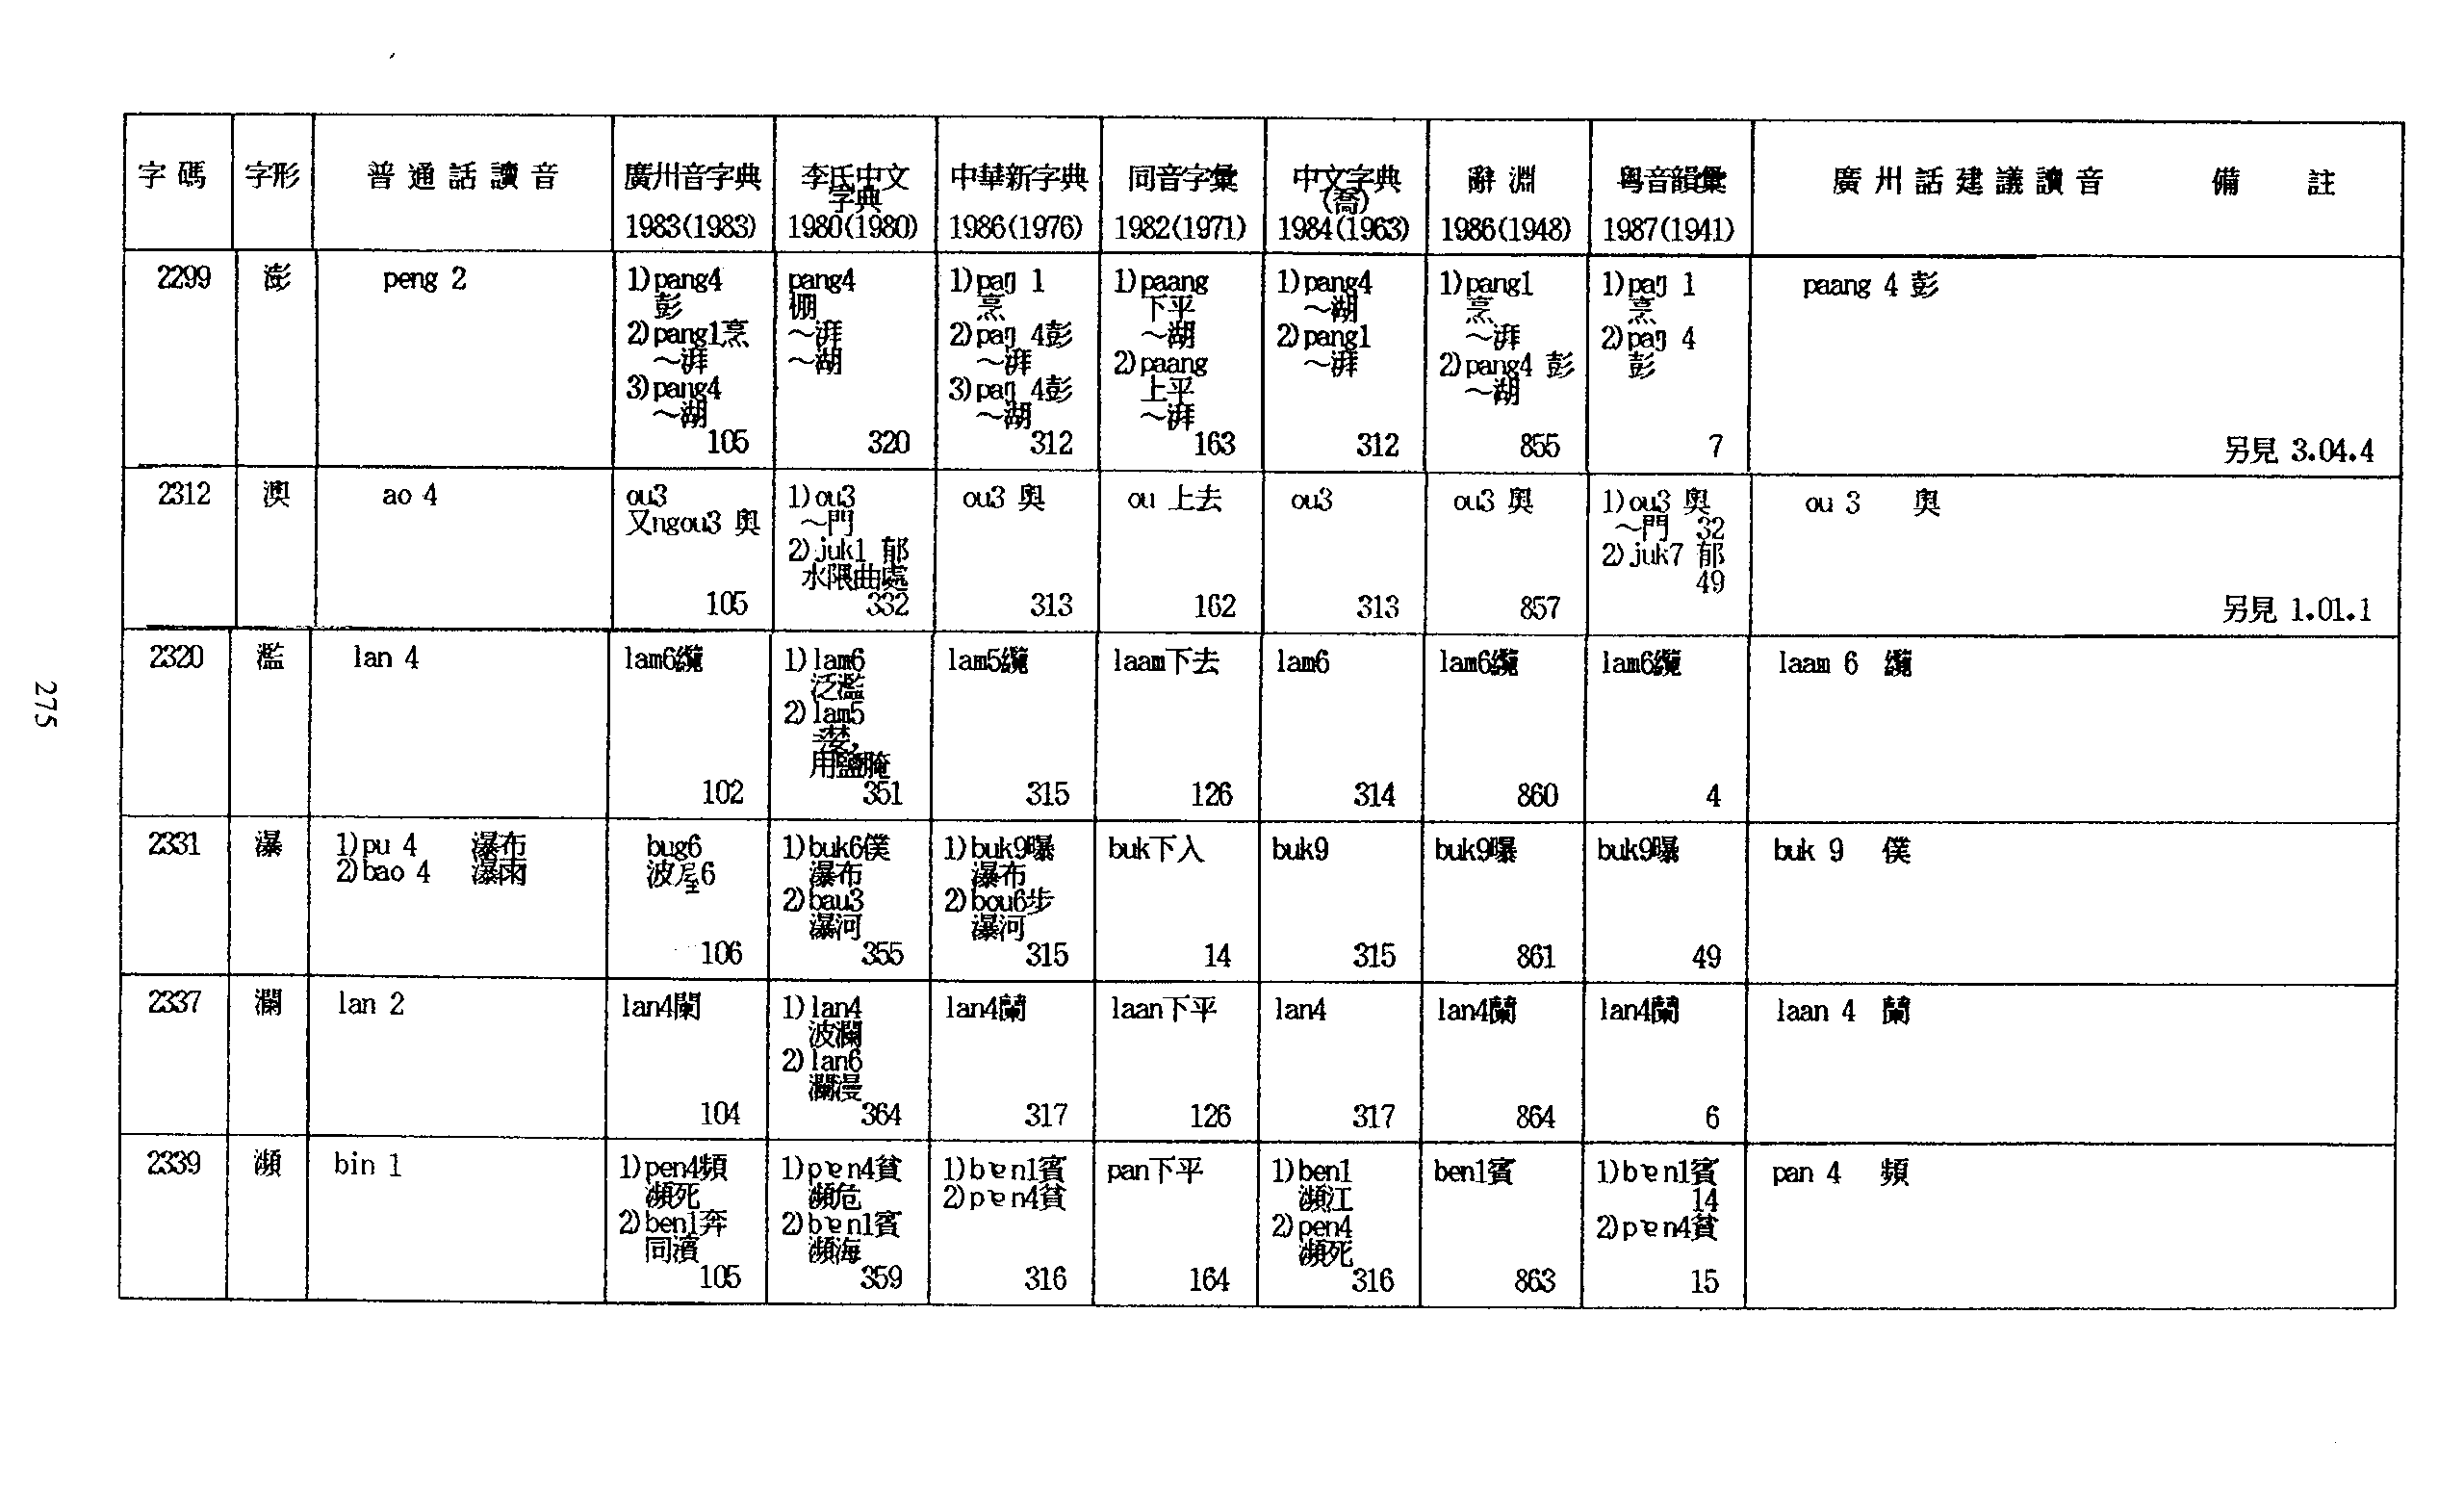 字碼 字形 普通話讀音 廣州音字典 1983(1983) 李氏中文字典 1980(1980) 中華新字典 1986(1976) 同音字彙 1982(1971) 中文字典(喬) 1984(1963) 辭淵 1986(1948) 粵音韻彙 1987(1941) 廣州話建議讀音 備註
2299 澎 peng 2
1)pang4
彭
2)pang1烹
～湃
3)pang4
～湖
105
pang4
棚
～湃
～湖
320
1)paŋ 1
烹
2)paŋ 4彭
～湃
3)paŋ 4彭
～湖
312
1)paang
下平
～湖
2)paang
上平
～湃
163
1)pang4
～湖
2)pang1
～湃
312
1)pang1
烹
～湃
2)pang4 彭
～湖
855
1)paŋ 1
烹
2)paŋ 4
彭
7
paang 4 彭
另見 3.04.4
2312 澳 ao 4
ou3
又ngou3 奧
105
1)ou3
～門
2)juk1 郁
水隈曲處
332
ou3 奧
313
ou 上去
162
ou3
313
ou3 奧
857
1)ou3 奧
～門 32
2)juk7 郁
49
ou 3 奧
另見 1.01.1
2320 濫 lan 4
lam6纜
102
1)lam6
泛濫
2)lam5
用鹽腌
351
lam5纜
315
laam下去
126
lam6
314
lam6纜
860
lam6纜
4
laam 6 纜
2331 瀑
1)pu 4 瀑布
2)bao 4 瀑雨
bug6
波屋6
106
1)buk6僕
瀑布
2)bau3
瀑河
355
1)buk9曝
瀑布
2)bou6步
瀑河
315
buk下入
14
buk9
315
buk9曝
861
buk9曝
49
buk 9 僕
2337 瀾 lan 2
lan4闌
104
1)lan4
波瀾
2)lan6
瀾漫
364
lan4蘭
317
laan下平
126
lan4
317
lan4蘭
864
lan4蘭
6
laan 4 蘭
2339 瀕 bin 1
1)pen4頻
瀕死
2)ben1奔
同濱
105
1)pɐn4貧
瀕危
2)bɐn1賓
瀕海
359
1)bɐn1賓
2)pɐn4貧
316
pan下平
164
1)ben1
瀕江
2)pen4
瀕死
316
ben1賓
863
1)bɐn1賓
14
2)pɐn4貧
15
pan 4 頻
275